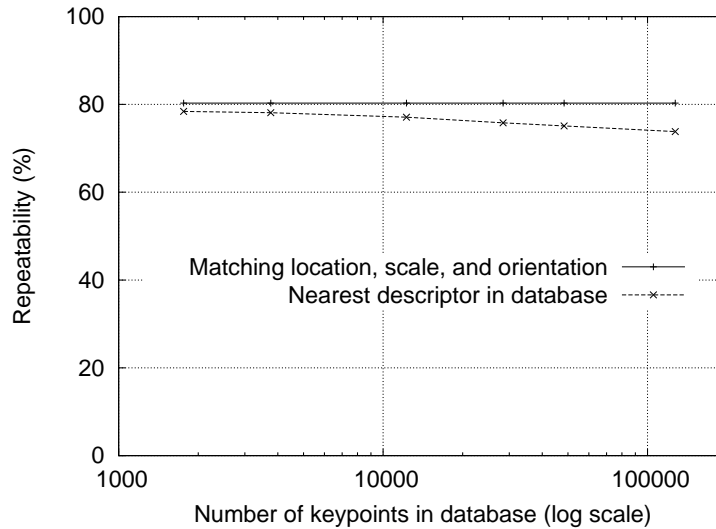 100
80
60
40
20
0
Repeatability (%)
Matching location, scale, and orientation
Nearest descriptor in database
1000 10000 100000
Number of keypoints in database (log scale)